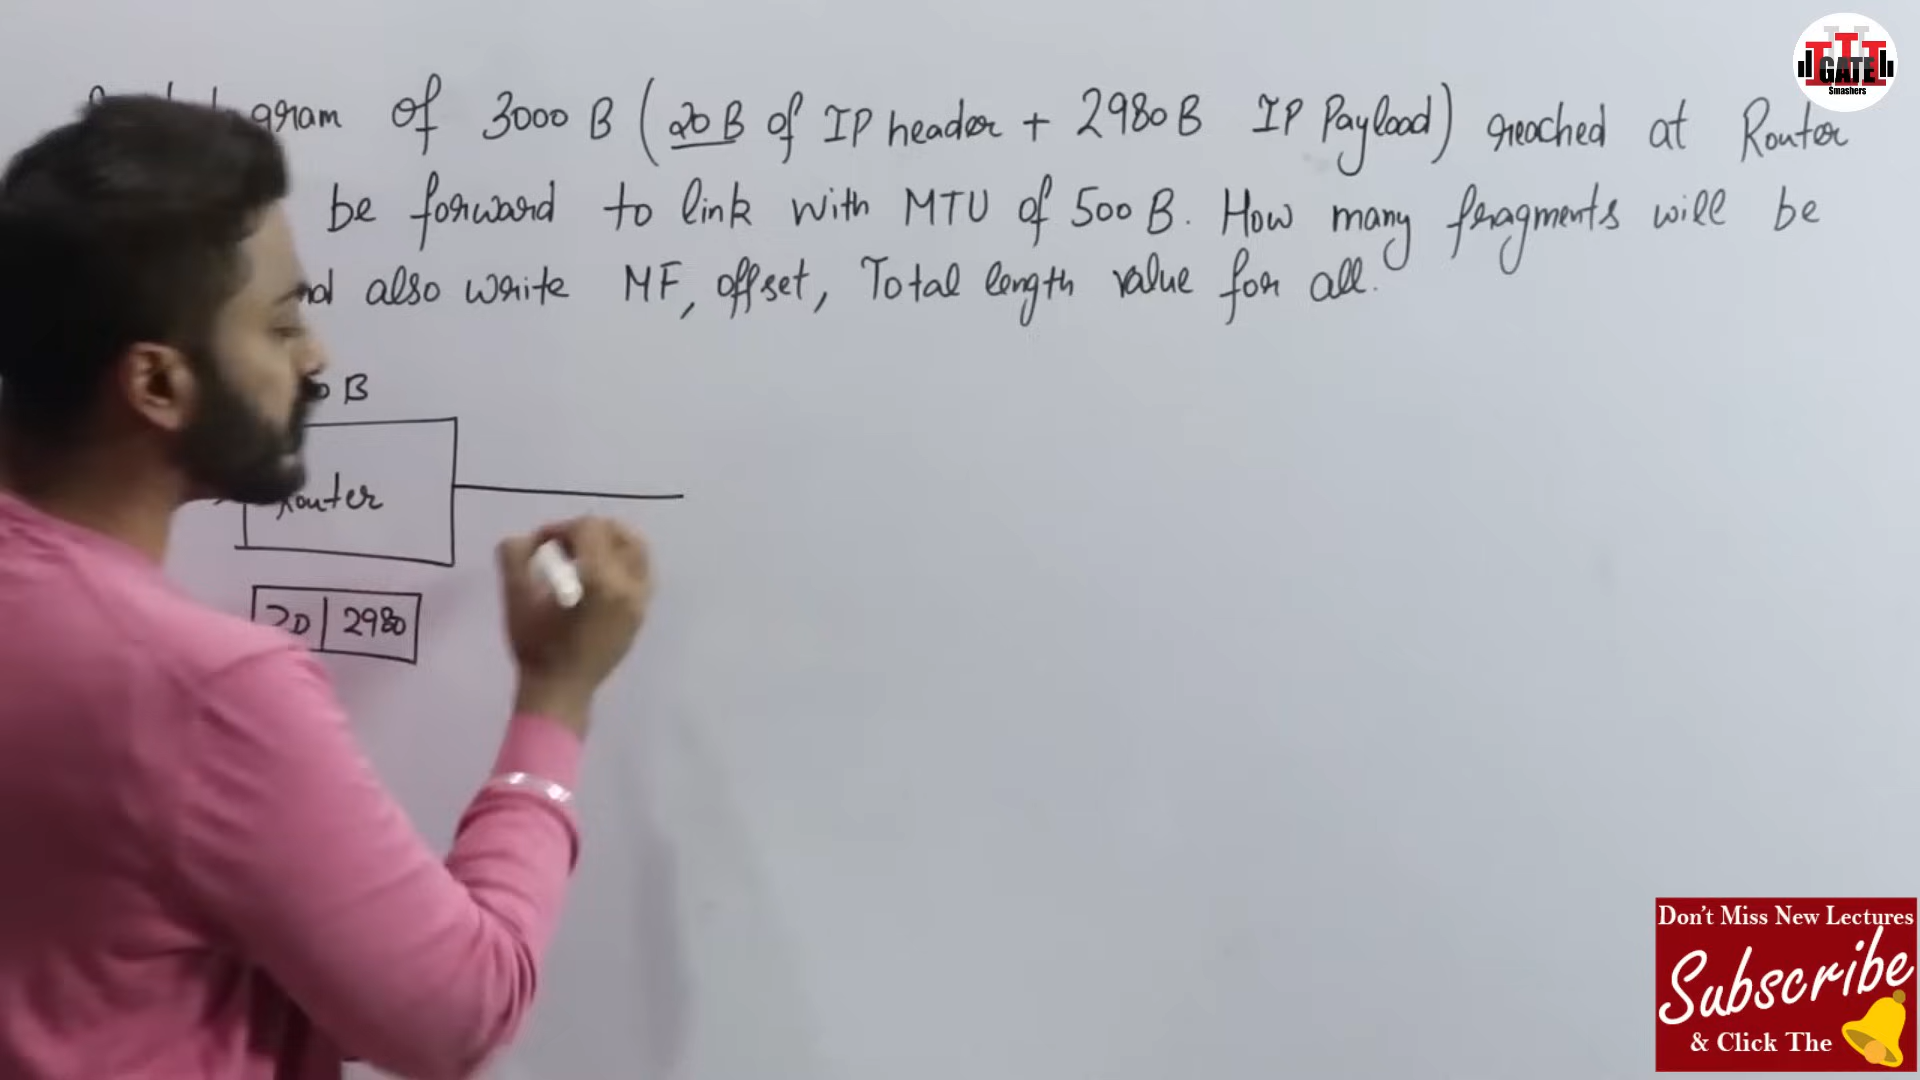 gram of 3000 B (20 B of IP header + 2980 B IP Payload) reached at Router
be forward to link with MTU of 500 B. How many fragments will be
also write MF, offset, Total length value for all.
B
Router
20 | 2980
GATE
Smashers
Don't Miss New Lectures
Subscribe
& Click The